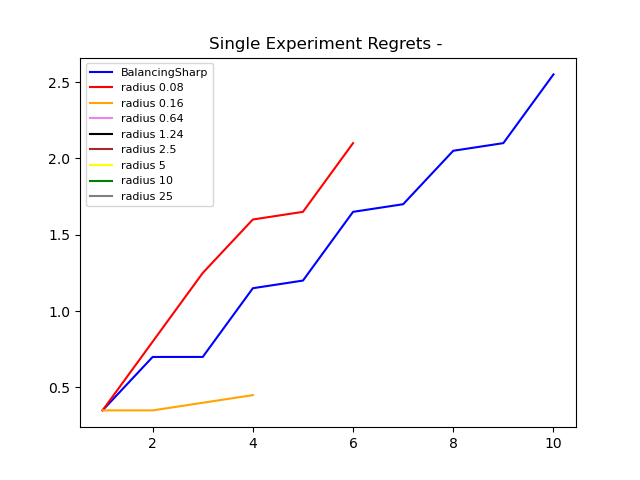 Single Experiment Regrets -
BalancingSharp
radius 0.08
radius 0.16
radius 0.64
radius 1.24
radius 2.5
radius 5
radius 10
radius 25
2.5
2.0
1.5
1.0
0.5
2 4 6 8 10